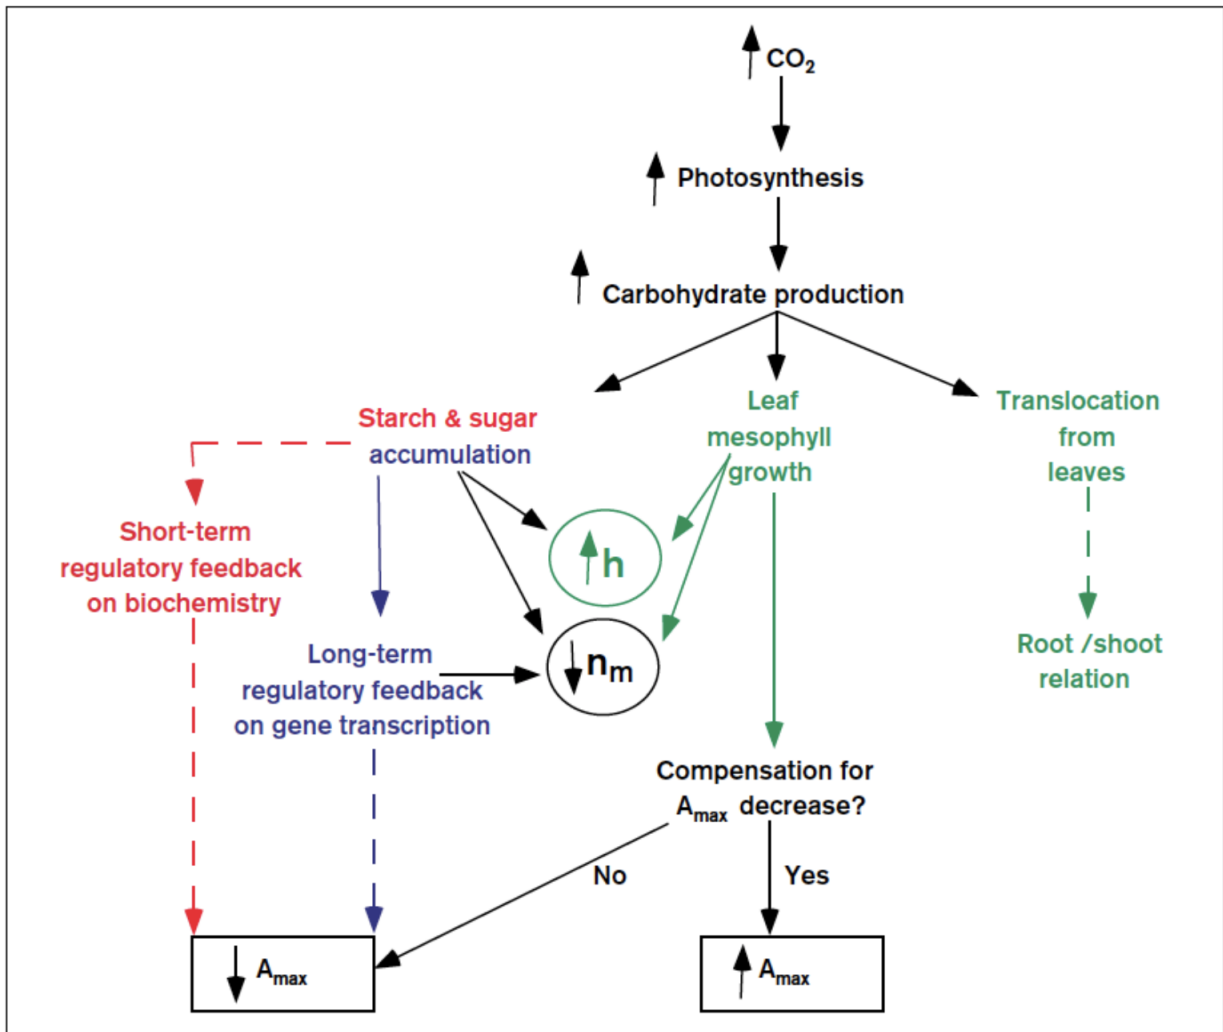 CO₂
Photosynthesis
Carbohydrate production
Starch & sugar
accumulation
Leaf
mesophyll
growth
Translocation
from
leaves
Short-term
regulatory feedback
on biochemistry
h
Long-term
regulatory feedback
on gene transcription
nₘ
Root /shoot
relation
Compensation for
Aₘₐₓ decrease?
No
Yes
Aₘₐₓ
Aₘₐₓ